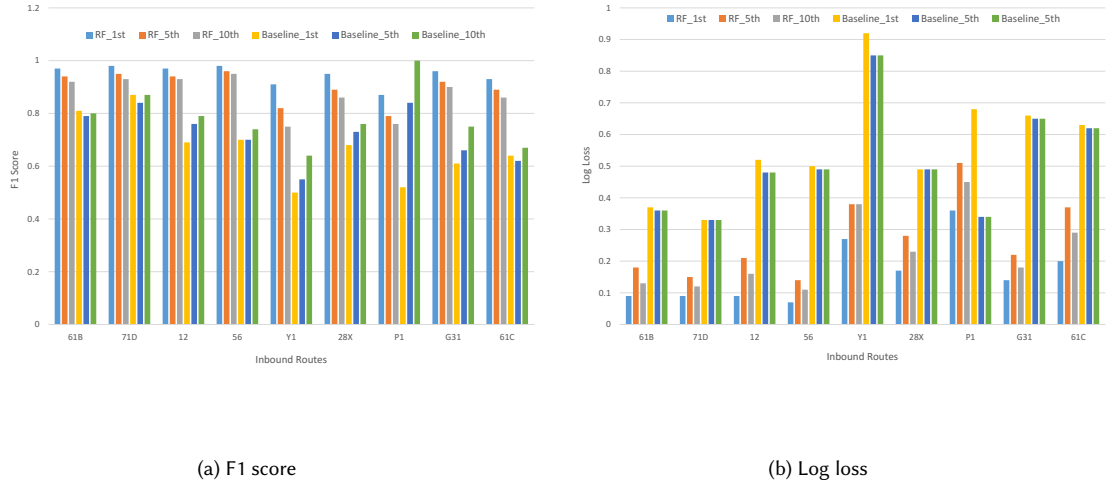 1.2
RF_1st RF_5th RF_10th Baseline_1st Baseline_5th Baseline_10th
1
0.8
0.6
0.4
0.2
0
F1 Score
61B 71D 12 56 Y1 28X P1 G31 61C
Inbound Routes
(a) F1 score
1
RF_1st RF_5th RF_10th Baseline_1st Baseline_5th Baseline_5th
0.9
0.8
0.7
0.6
0.5
0.4
0.3
0.2
0.1
0
Log Loss
61B 71D 12 56 Y1 28X P1 G31 61C
Inbound Routes
(b) Log loss